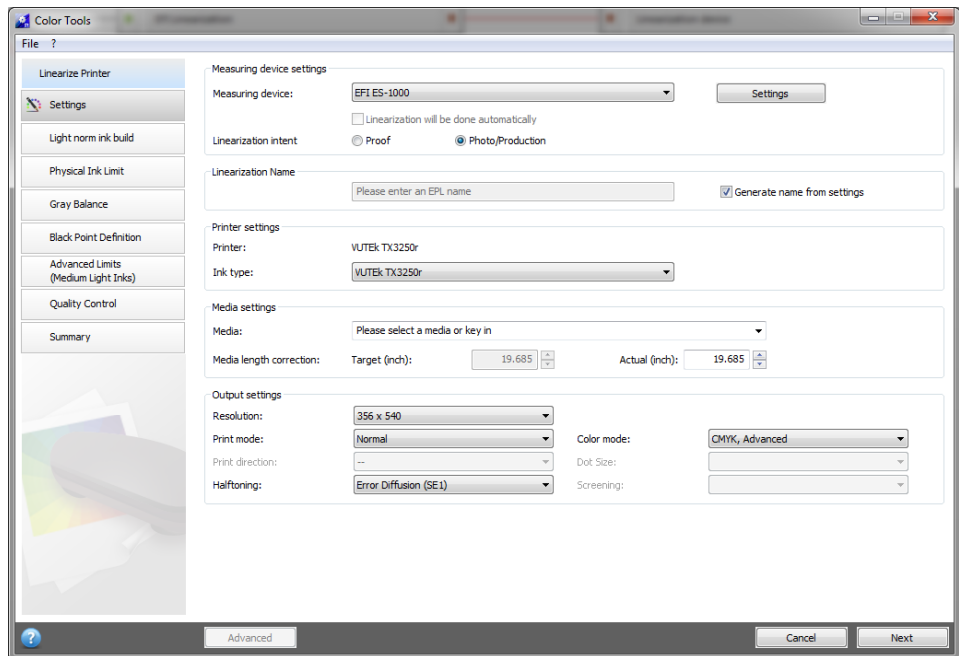 Color Tools
File ?
Linearize Printer
Settings
Light norm ink build
Physical Ink Limit
Gray Balance
Black Point Definition
Advanced Limits
(Medium Light Inks)
Quality Control
Summary
Measuring device settings
Measuring device: EFI ES-1000 Settings
Linearization will be done automatically
Linearization intent Proof Photo/Production
Linearization Name
Please enter an EPL name Generate name from settings
Printer settings
Printer: VUTEk TX3250r
Ink type: VUTEk TX3250r
Media settings
Media: Please select a media or key in
Media length correction: Target (inch): 19.685 Actual (inch): 19.685
Output settings
Resolution: 356 x 540
Print mode: Normal Color mode: CMYK, Advanced
Print direction: -- Dot Size:
Halftoning: Error Diffusion (SE1) Screening:
? Advanced Cancel Next